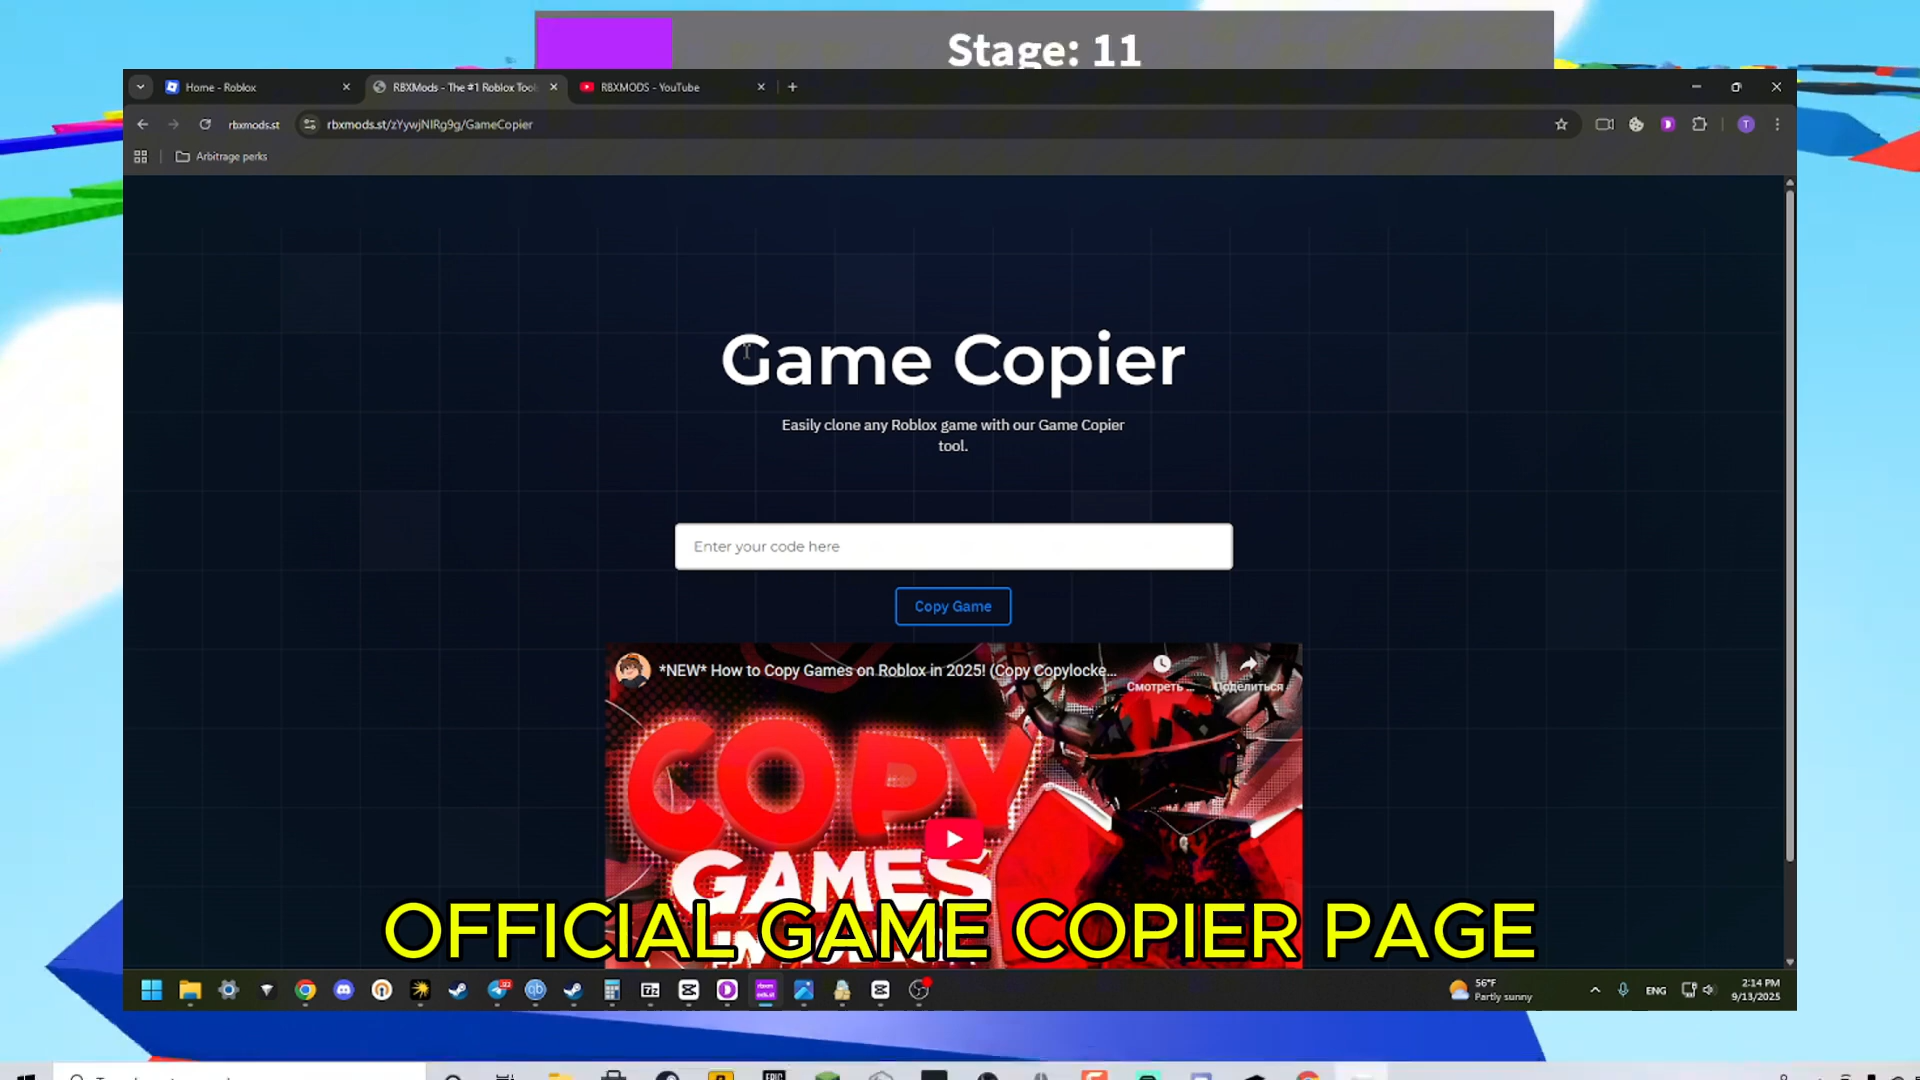 Stage: 11
Home - Roblox
RBXMods - The #1 Roblox Tool
RBXMODS - YouTube
rbxmods.st
rbxmods.st/zYywjNIRg9g/GameCopier
T
Arbitrage perks
Game Copier
Easily clone any Roblox game with our Game Copier
tool.
Enter your code here
Copy Game
*NEW* How to Copy Games on Roblox in 2025! (Copy Copylocke...
Смотреть ...
Поделиться
COPY
GAMES
OFFICIAL GAME COPIER PAGE
56°F
Partly sunny
ENG
2:14 PM
9/13/2025